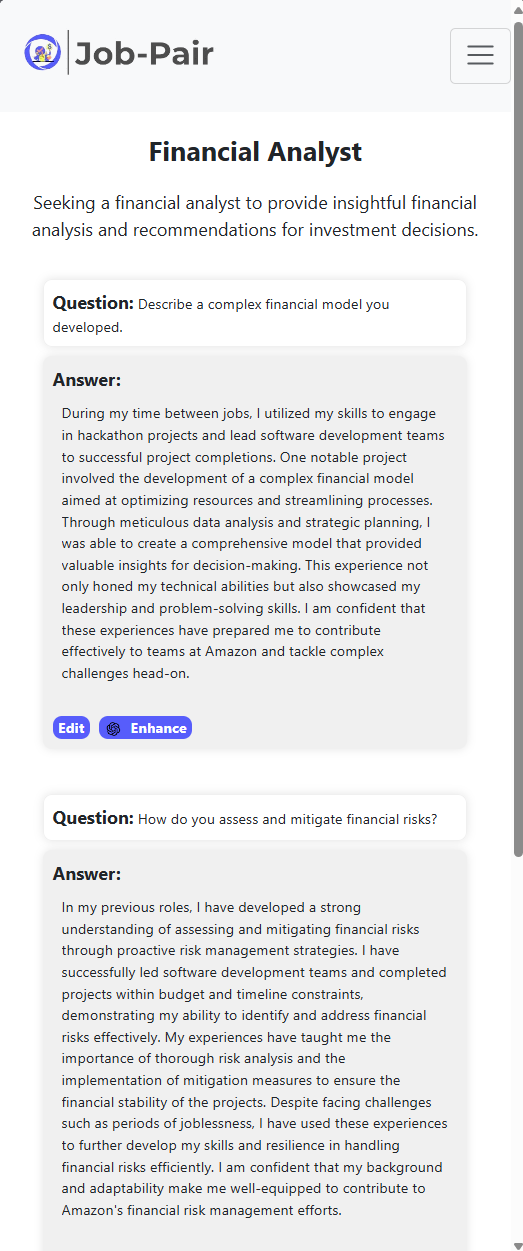 Job-Pair
Financial Analyst
Seeking a financial analyst to provide insightful financial
analysis and recommendations for investment decisions.
Question: Describe a complex financial model you
developed.
Answer:
During my time between jobs, I utilized my skills to engage
in hackathon projects and lead software development teams
to successful project completions. One notable project
involved the development of a complex financial model
aimed at optimizing resources and streamlining processes.
Through meticulous data analysis and strategic planning, I
was able to create a comprehensive model that provided
valuable insights for decision-making. This experience not
only honed my technical abilities but also showcased my
leadership and problem-solving skills. I am confident that
these experiences have prepared me to contribute
effectively to teams at Amazon and tackle complex
challenges head-on.
Edit Enhance
Question: How do you assess and mitigate financial risks?
Answer:
In my previous roles, I have developed a strong
understanding of assessing and mitigating financial risks
through proactive risk management strategies. I have
successfully led software development teams and completed
projects within budget and timeline constraints,
demonstrating my ability to identify and address financial
risks effectively. My experiences have taught me the
importance of thorough risk analysis and the
implementation of mitigation measures to ensure the
financial stability of the projects. Despite facing challenges
such as periods of joblessness, I have used these experiences
to further develop my skills and resilience in handling
financial risks efficiently. I am confident that my background
and adaptability make me well-equipped to contribute to
Amazon's financial risk management efforts.